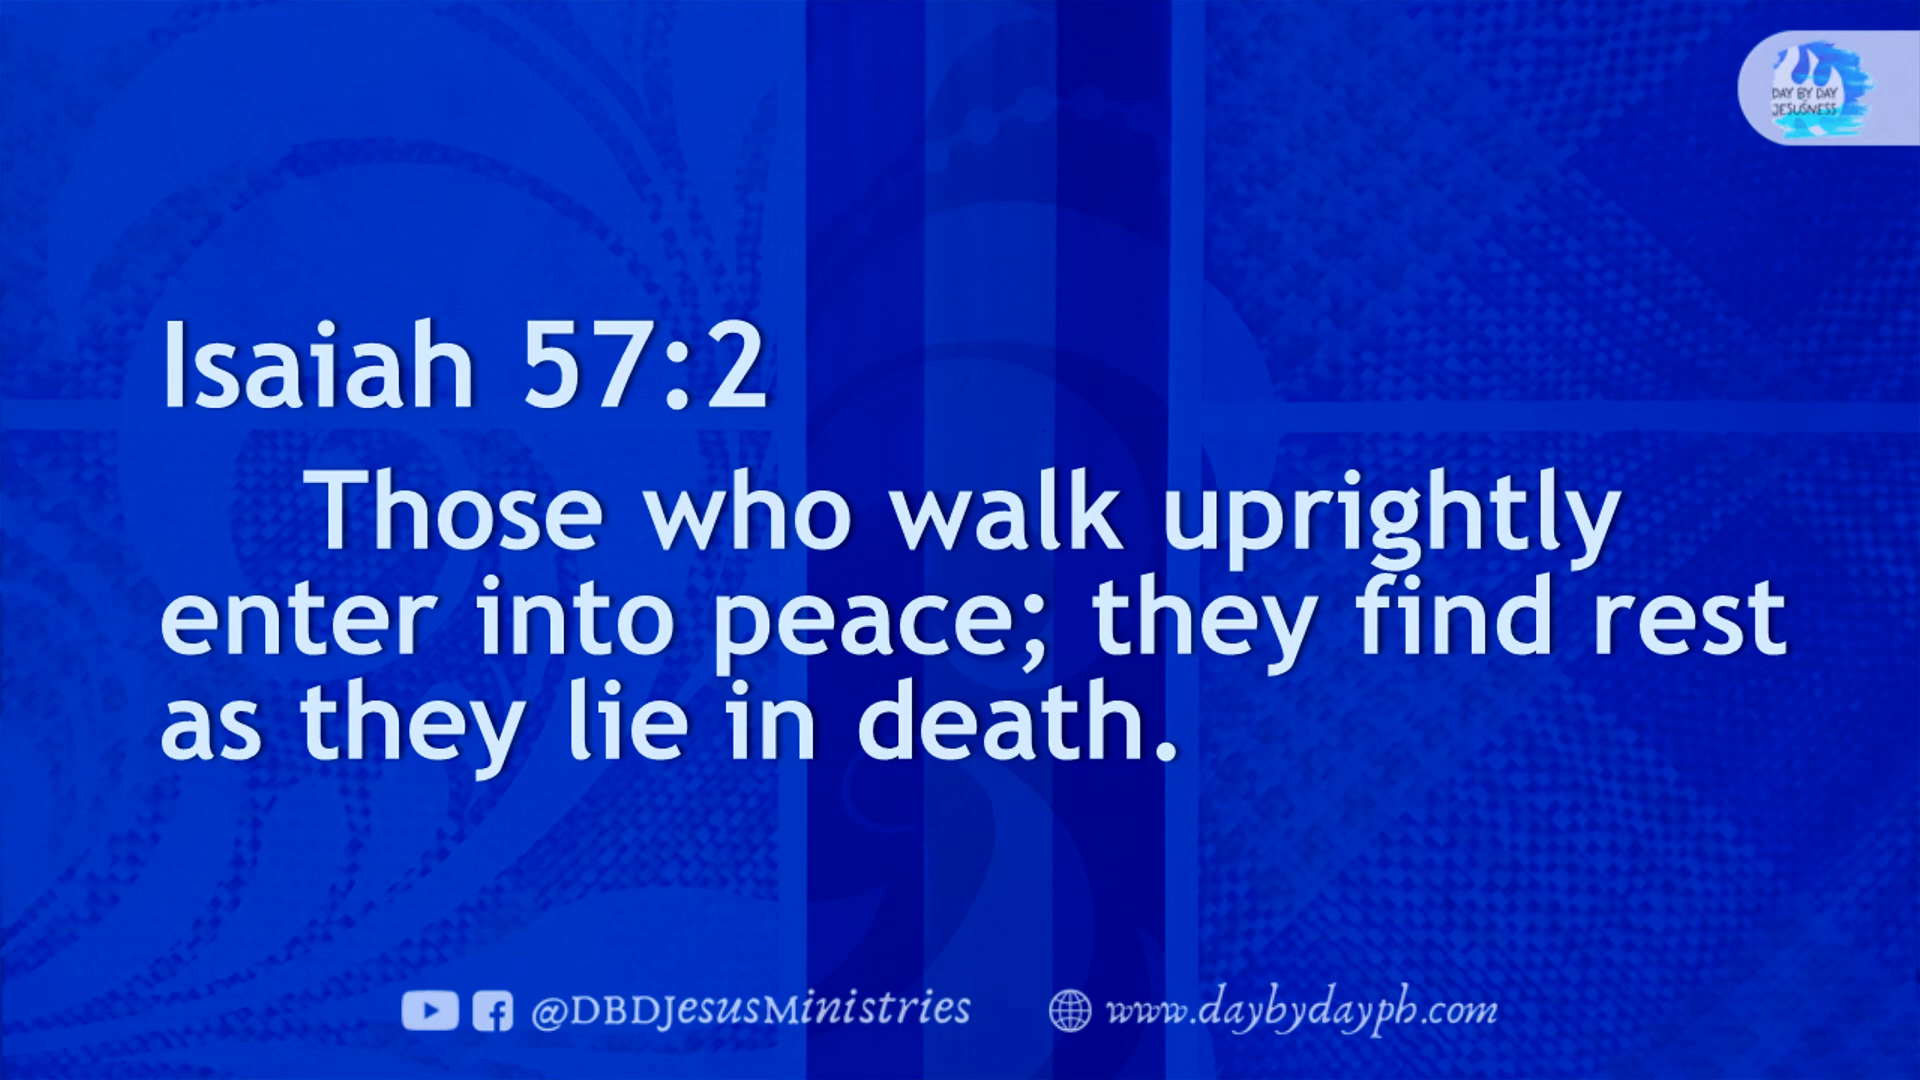 DAY BY DAY
JESUSNESS
Isaiah 57:2
Those who walk uprightly
enter into peace; they find rest
as they lie in death.
@DBDJesusMinistries www.daybydayph.com